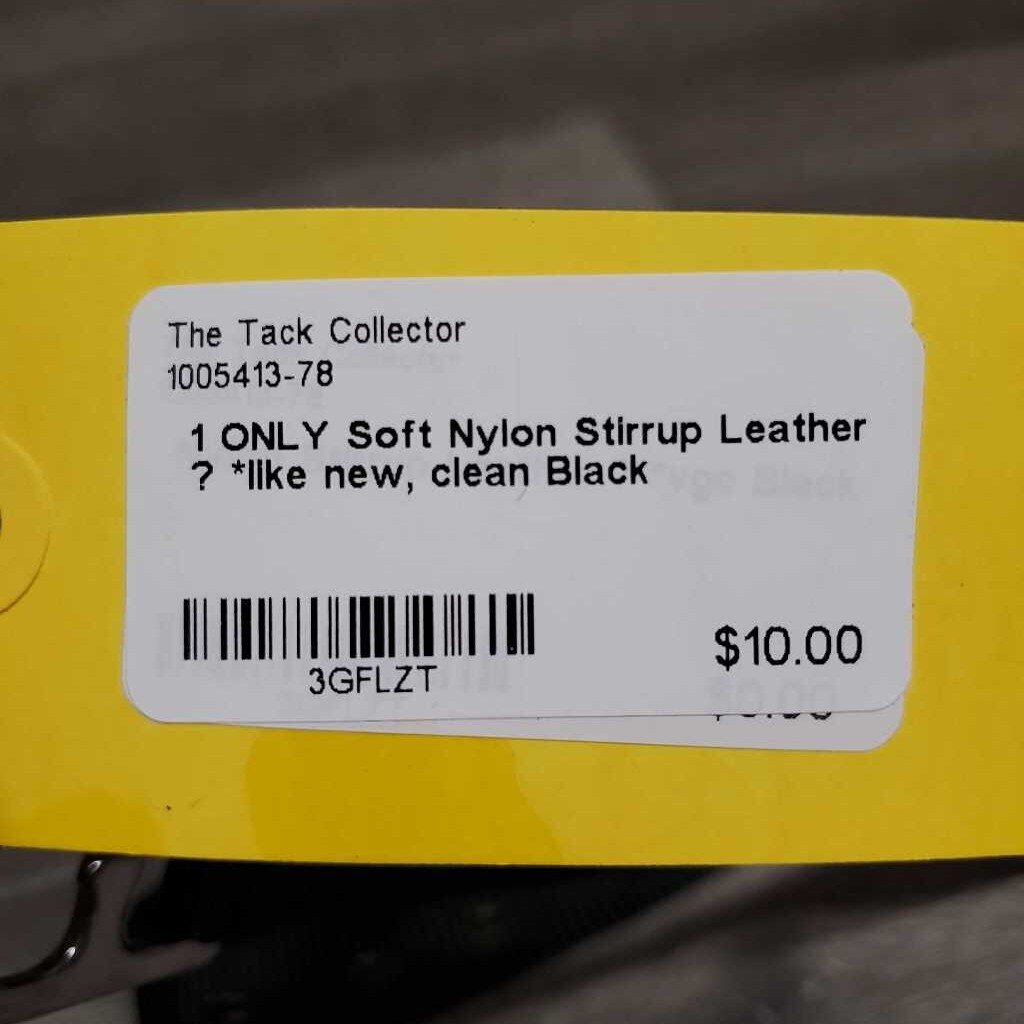 The Tack Collector
1005413-78
1 ONLY Soft Nylon Stirrup Leather
? *like new, clean Black
3GFLZT
$10.00